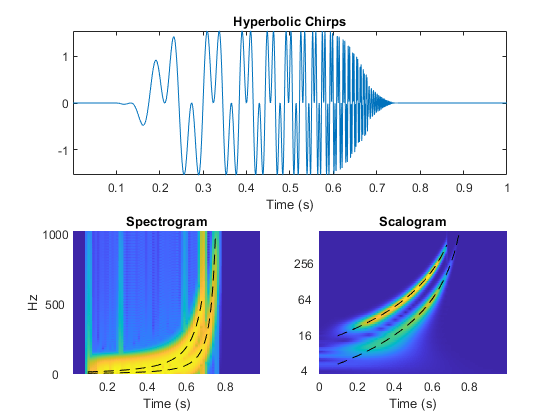 Hyperbolic Chirps
1
0
-1
0.1 0.2 0.3 0.4 0.5 0.6 0.7 0.8 0.9 1
Time (s)
Spectrogram
1000
500
0
Hz
0.2 0.4 0.6 0.8
Time (s)
Scalogram
256
64
16
4
0 0.2 0.4 0.6 0.8
Time (s)